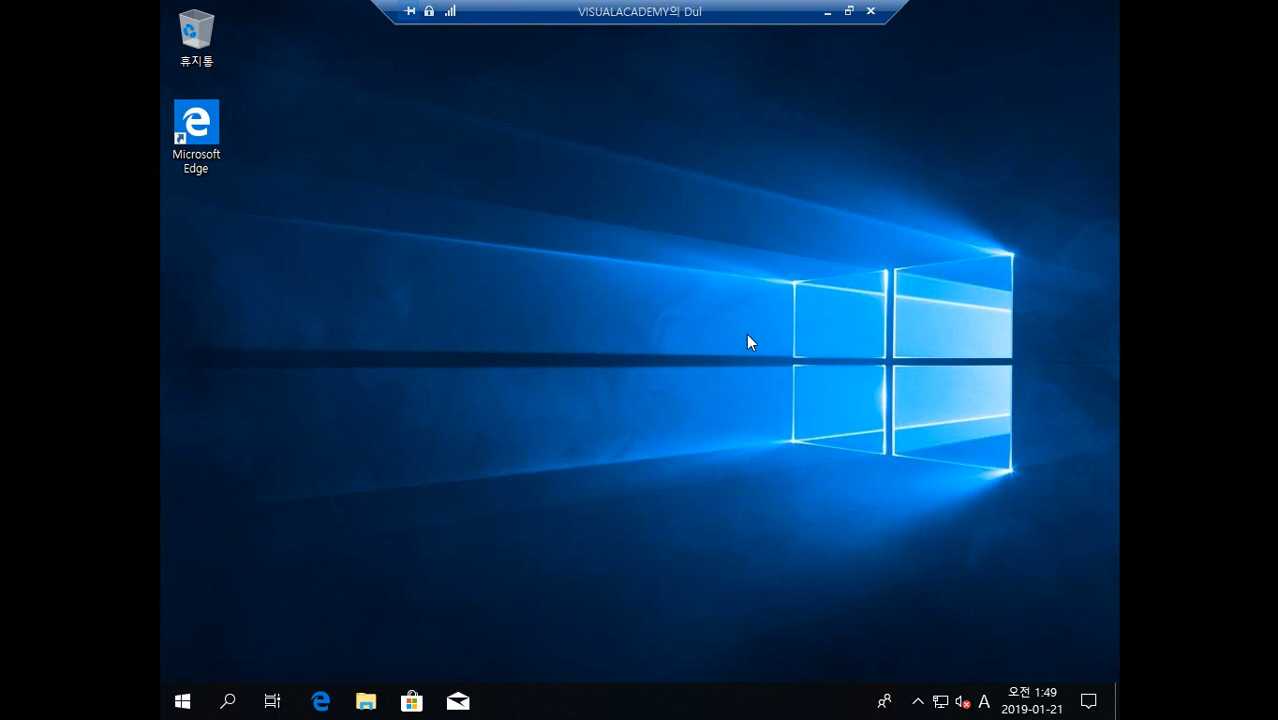 VISUALACADEMY의 Dul
휴지통
Microsoft
Edge
A
오전 1:49
2019-01-21